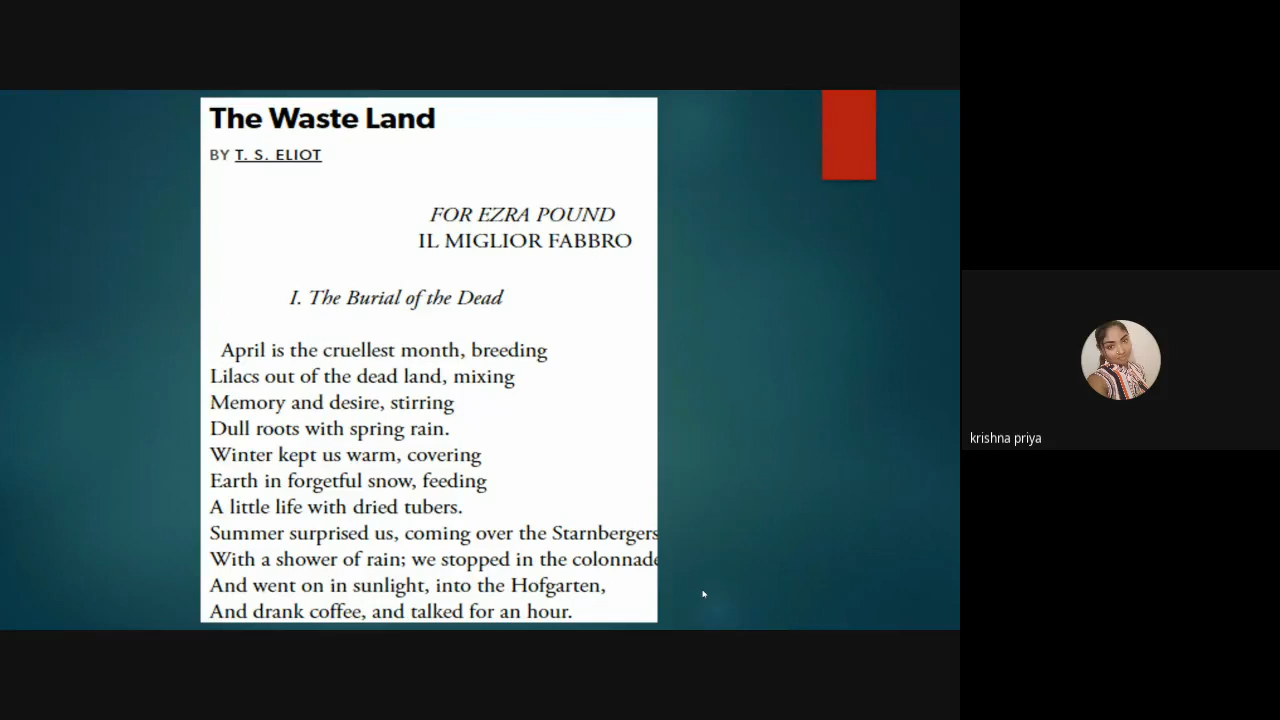 The Waste Land
BY T. S. ELIOT
FOR EZRA POUND
IL MIGLIOR FABBRO
I. The Burial of the Dead
April is the cruellest month, breeding
Lilacs out of the dead land, mixing
Memory and desire, stirring
Dull roots with spring rain.
Winter kept us warm, covering
Earth in forgetful snow, feeding
A little life with dried tubers.
Summer surprised us, coming over the Starnbergers
With a shower of rain; we stopped in the colonnade
And went on in sunlight, into the Hofgarten,
And drank coffee, and talked for an hour.
krishna priya